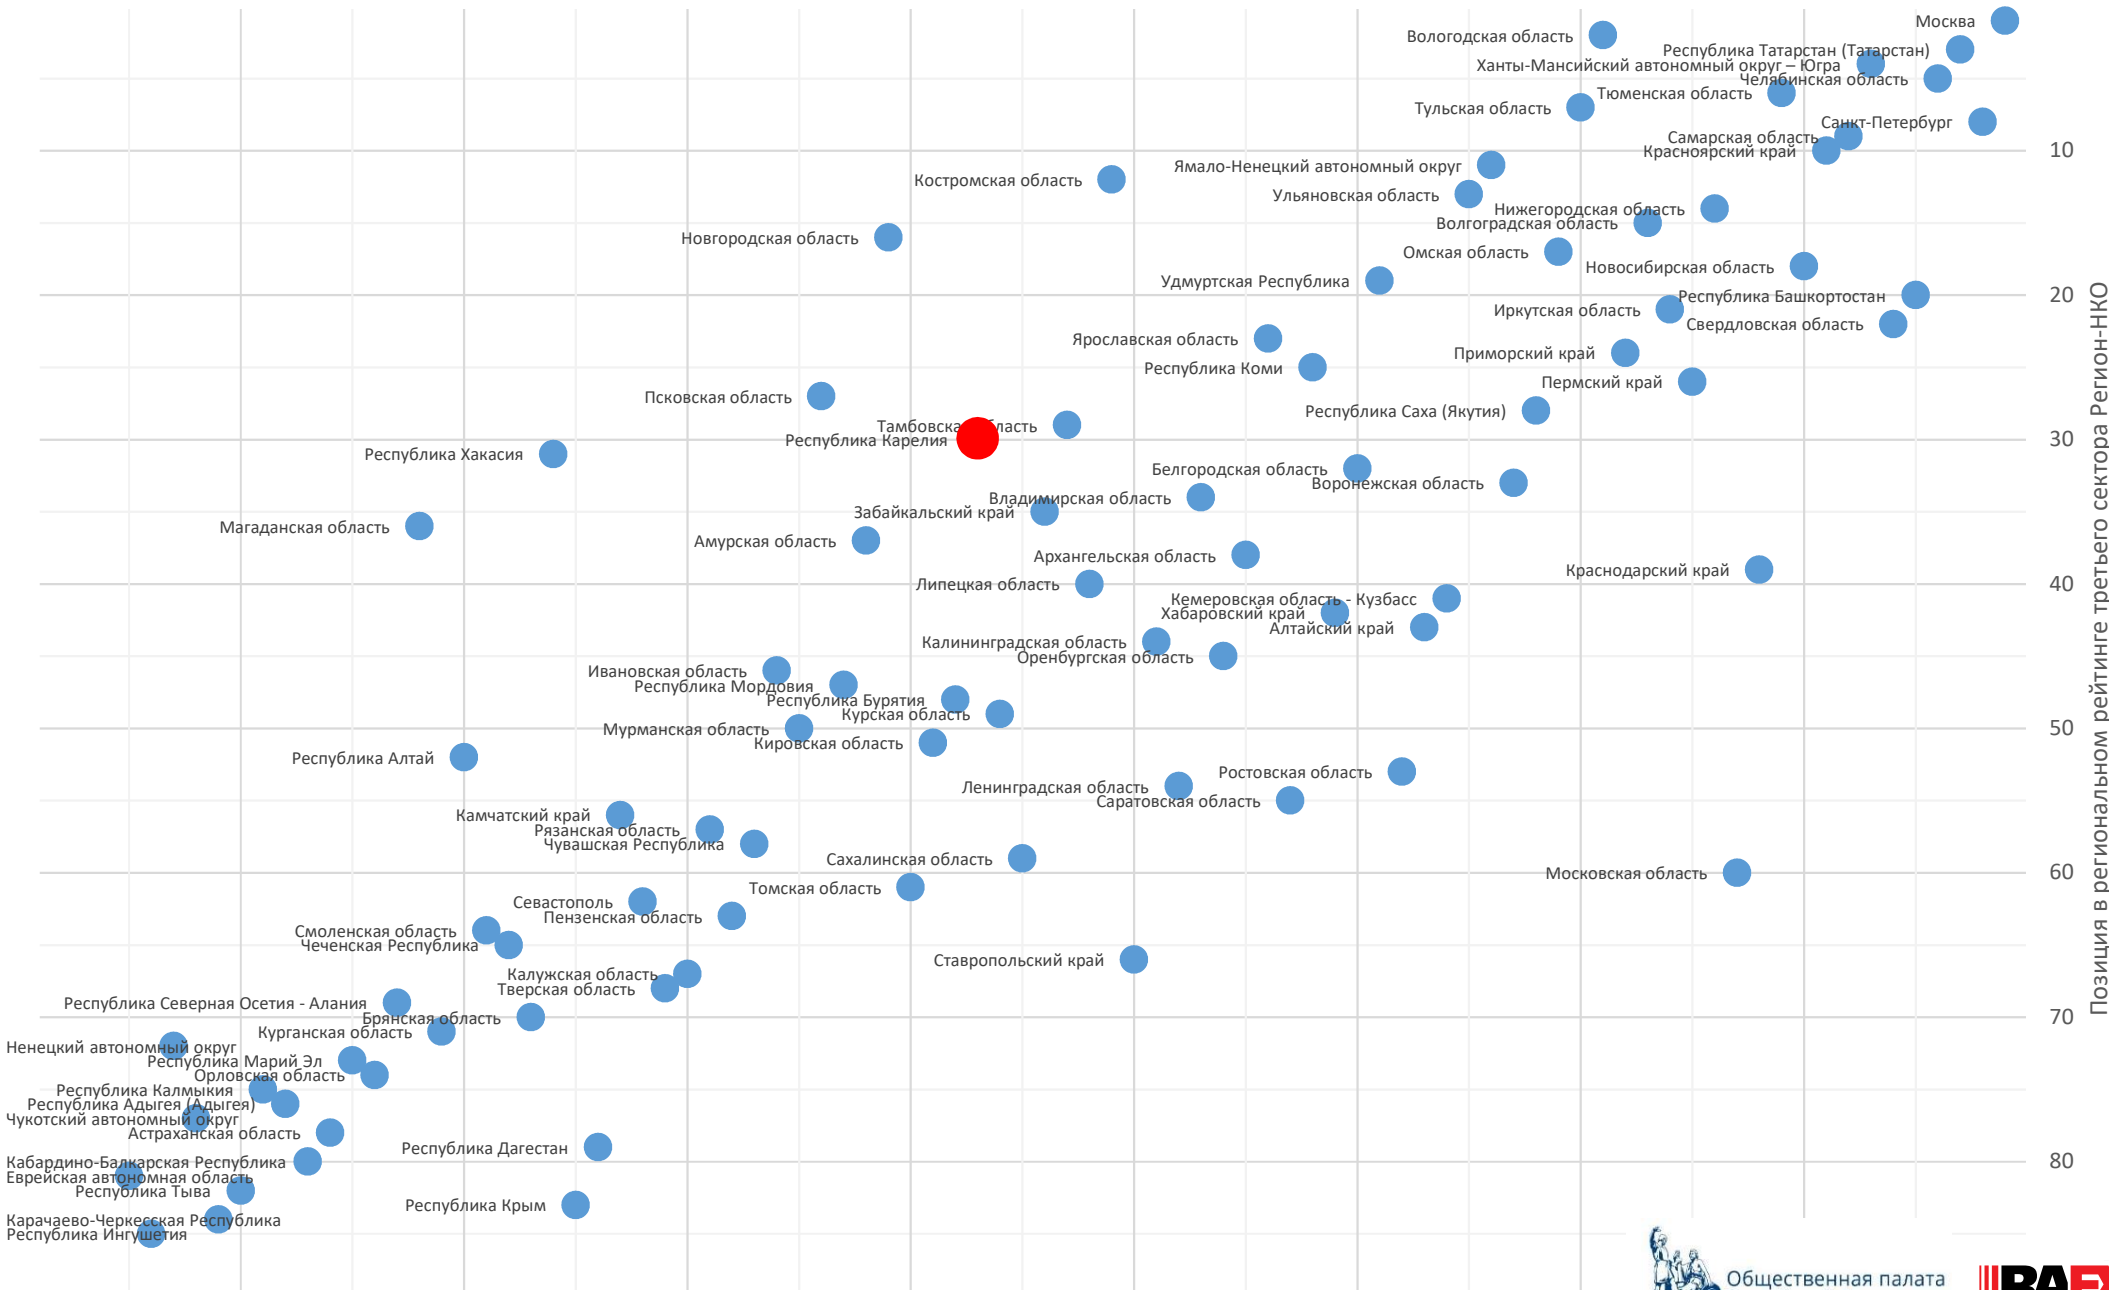 Москва
Вологодская область
Республика Татарстан (Татарстан)
Ханты-Мансийский автономный округ – Югра
Челябинская область
Тюменская область
Тульская область
Санкт-Петербург
Самарская область
Красноярский край
10
Ямало-Ненецкий автономный округ
Костромская область
Ульяновская область
Нижегородская область
Волгоградская область
Новгородская область
Омская область
Новосибирская область
Удмуртская Республика
Республика Башкортостан
20
Иркутская область
Свердловская область
Ярославская область
Приморский край
Республика Коми
Пермский край
Псковская область
Республика Саха (Якутия)
Тамбовская область
Республика Карелия
30
Республика Хакасия
Белгородская область
Воронежская область
Владимирская область
Забайкальский край
Магаданская область
Амурская область
Архангельская область
Краснодарский край
Липецкая область
40
Кемеровская область - Кузбасс
Хабаровский край
Алтайский край
Калининградская область
Оренбургская область
Ивановская область
Республика Мордовия
Республика Бурятия
Курская область
Мурманская область
50
Кировская область
Республика Алтай
Ростовская область
Ленинградская область
Саратовская область
Камчатский край
Рязанская область
Чувашская Республика
Сахалинская область
Московская область
60
Томская область
Севастополь
Пензенская область
Смоленская область
Чеченская Республика
Ставропольский край
Калужская область
Тверская область
Республика Северная Осетия - Алания
Брянская область
70
Курганская область
Ненецкий автономный округ
Республика Марий Эл
Орловская область
Республика Калмыкия
Республика Адыгея (Адыгея)
Чукотский автономный округ
Астраханская область
Республика Дагестан
Кабардино-Балкарская Республика
80
Еврейская автономная область
Республика Тыва
Республика Крым
Карачаево-Черкесская Республика
Республика Ингушетия
Позиция в региональном рейтинге третьего сектора Регион-НКО
Общественная палата